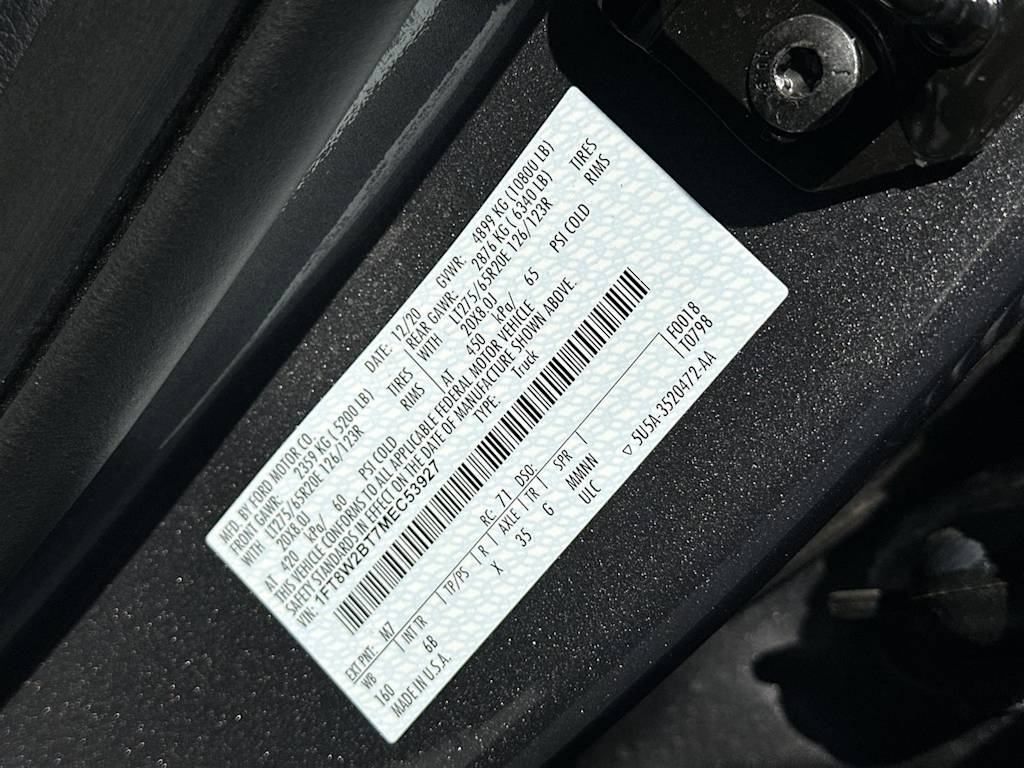 MFD. BY FORD MOTOR CO.
DATE: 12/20 GVWR: 4899 KG (10800 LB)
FRONT GAWR: 2359 KG ( 5200 LB) REAR GAWR: 2876 KG ( 6340 LB)
WITH LT275/65R20E 126/123R TIRES WITH LT275/65R20E 126/123R TIRES
20X8.0J RIMS 20X8.0J RIMS
AT 420 kPa/ 60 PSI COLD AT 450 kPa/ 65 PSI COLD
THIS VEHICLE CONFORMS TO ALL APPLICABLE FEDERAL MOTOR VEHICLE
SAFETY STANDARDS IN EFFECT ON THE DATE OF MANUFACTURE SHOWN ABOVE.
VIN: 1FT8W2BT7MEC53927 TYPE: Truck
EXT PNT: M7 RC: 71 DSO: F0018
WB INT TR TP/PS R AXLE TR SPR T0798
160 6B X 35 G MMNN
MADE IN U.S.A. ULC ▽ SU5A-3520472-AA